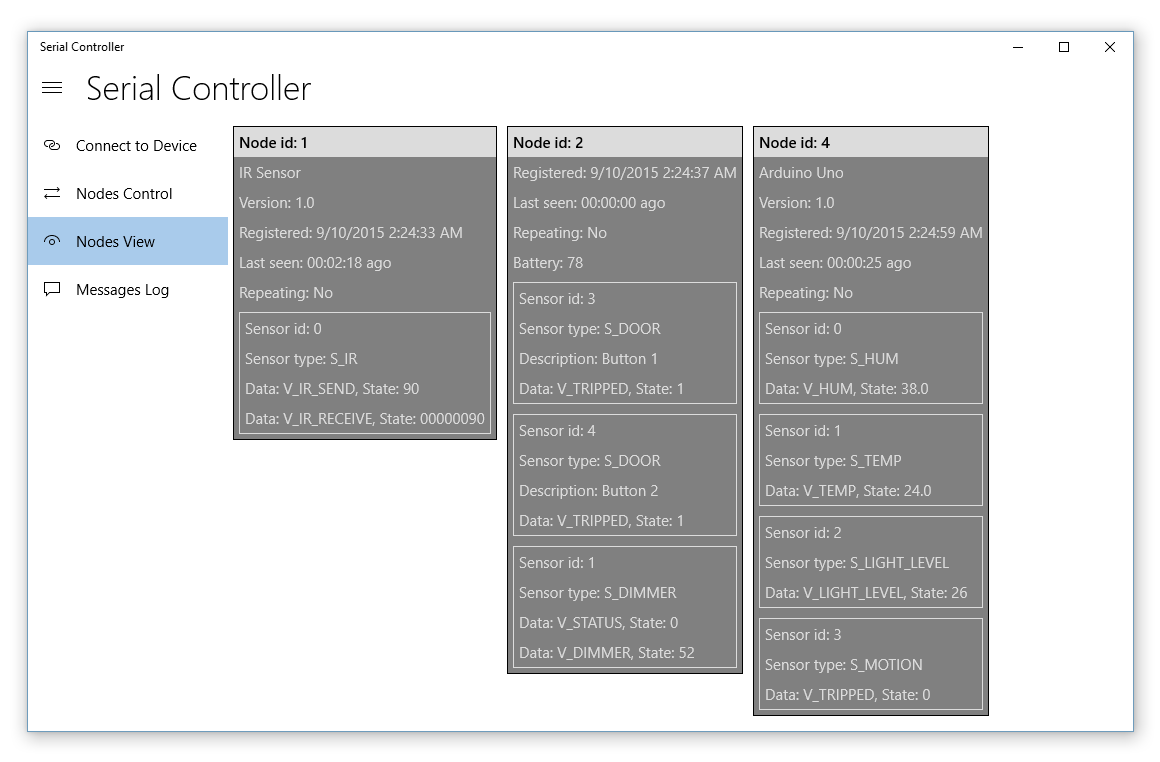 Serial Controller
Serial Controller
Connect to Device
Nodes Control
Nodes View
Messages Log
Node id: 1
IR Sensor
Version: 1.0
Registered: 9/10/2015 2:24:33 AM
Last seen: 00:02:18 ago
Repeating: No
Sensor id: 0
Sensor type: S_IR
Data: V_IR_SEND, State: 90
Data: V_IR_RECEIVE, State: 00000090
Node id: 2
Registered: 9/10/2015 2:24:37 AM
Last seen: 00:00:00 ago
Repeating: No
Battery: 78
Sensor id: 3
Sensor type: S_DOOR
Description: Button 1
Data: V_TRIPPED, State: 1
Sensor id: 4
Sensor type: S_DOOR
Description: Button 2
Data: V_TRIPPED, State: 1
Sensor id: 1
Sensor type: S_DIMMER
Data: V_STATUS, State: 0
Data: V_DIMMER, State: 52
Node id: 4
Arduino Uno
Version: 1.0
Registered: 9/10/2015 2:24:59 AM
Last seen: 00:00:25 ago
Repeating: No
Sensor id: 0
Sensor type: S_HUM
Data: V_HUM, State: 38.0
Sensor id: 1
Sensor type: S_TEMP
Data: V_TEMP, State: 24.0
Sensor id: 2
Sensor type: S_LIGHT_LEVEL
Data: V_LIGHT_LEVEL, State: 26
Sensor id: 3
Sensor type: S_MOTION
Data: V_TRIPPED, State: 0